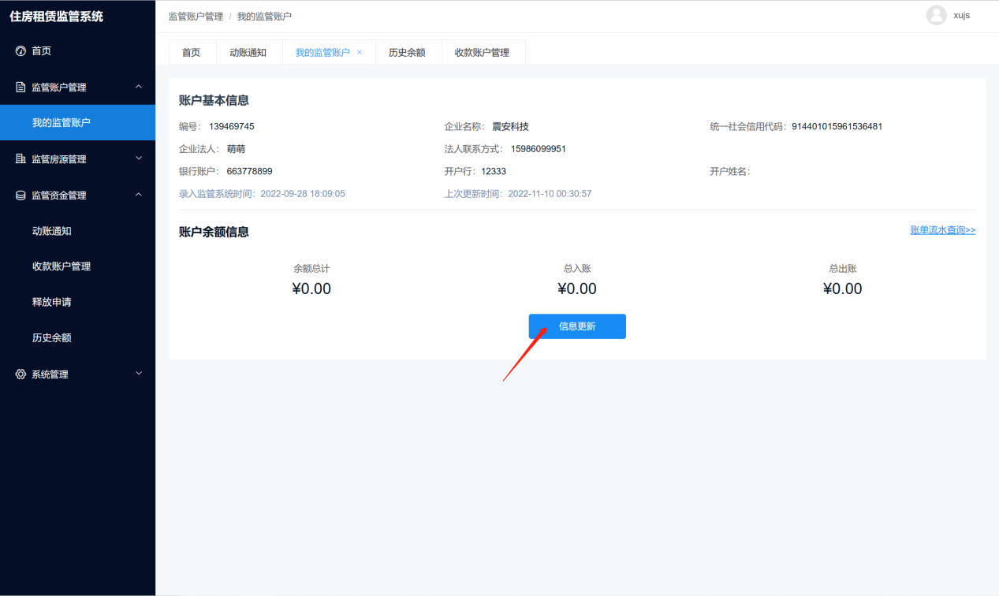 住房租赁监管系统
首页
监管账户管理
我的监管账户
监管房源管理
监管资金管理
动账通知
收款账户管理
释放申请
历史余额
系统管理
监管账户管理 / 我的监管账户
xujs
首页 动账通知 我的监管账户 × 历史余额 收款账户管理
账户基本信息
编号: 139469745 企业名称: 震安科技 统一社会信用代码: 914401015961536481
企业法人: 萌萌 法人联系方式: 15986099951
银行账户: 663778899 开户行: 12333 开户姓名:
录入监管系统时间: 2022-09-28 18:09:05 上次更新时间: 2022-11-10 00:30:57
账户余额信息 账单流水查询>>
余额总计 总入账 总出账
¥0.00 ¥0.00 ¥0.00
信息更新